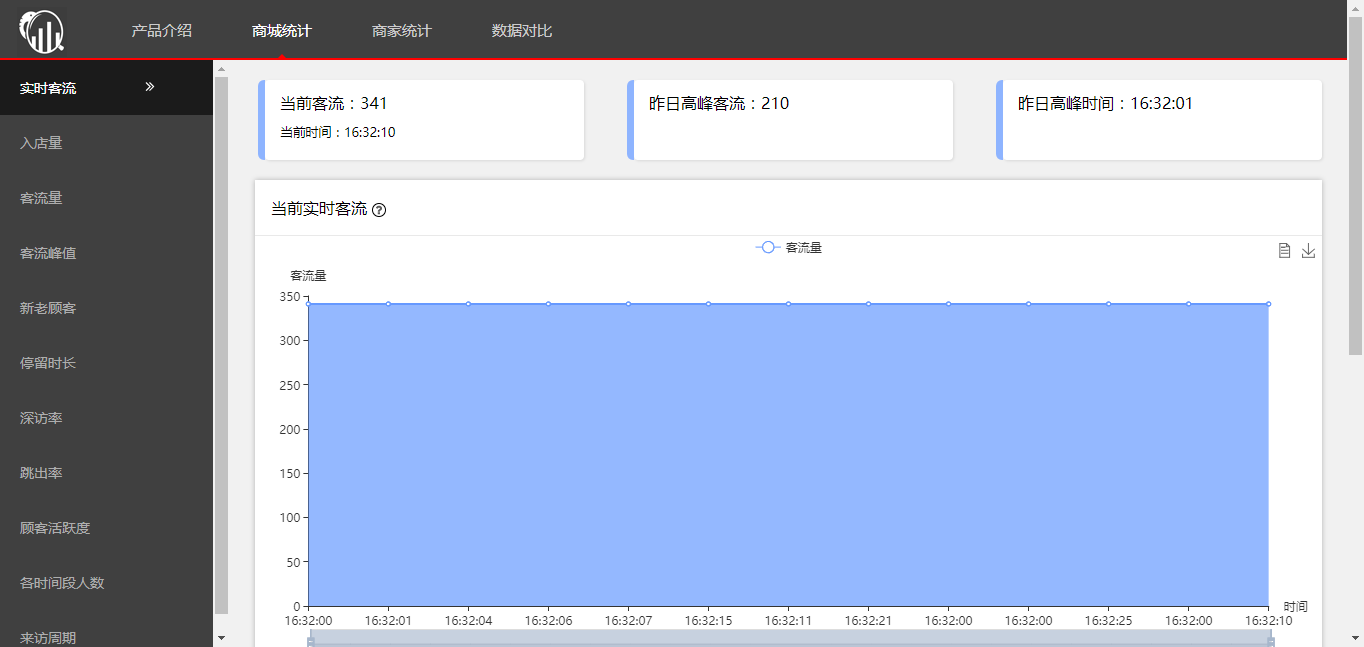 产品介绍
商城统计
商家统计
数据对比
实时客流
入店量
客流量
客流峰值
新老顾客
停留时长
深访率
跳出率
顾客活跃度
各时间段人数
来访周期
当前客流：341
当前时间：16:32:10
昨日高峰客流：210
昨日高峰时间：16:32:01
当前实时客流 ?
客流量
客流量
350
300
250
200
150
100
50
0
16:32:00 16:32:01 16:32:04 16:32:06 16:32:07 16:32:15 16:32:11 16:32:21 16:32:00 16:32:00 16:32:25 16:32:00 16:32:10
时间